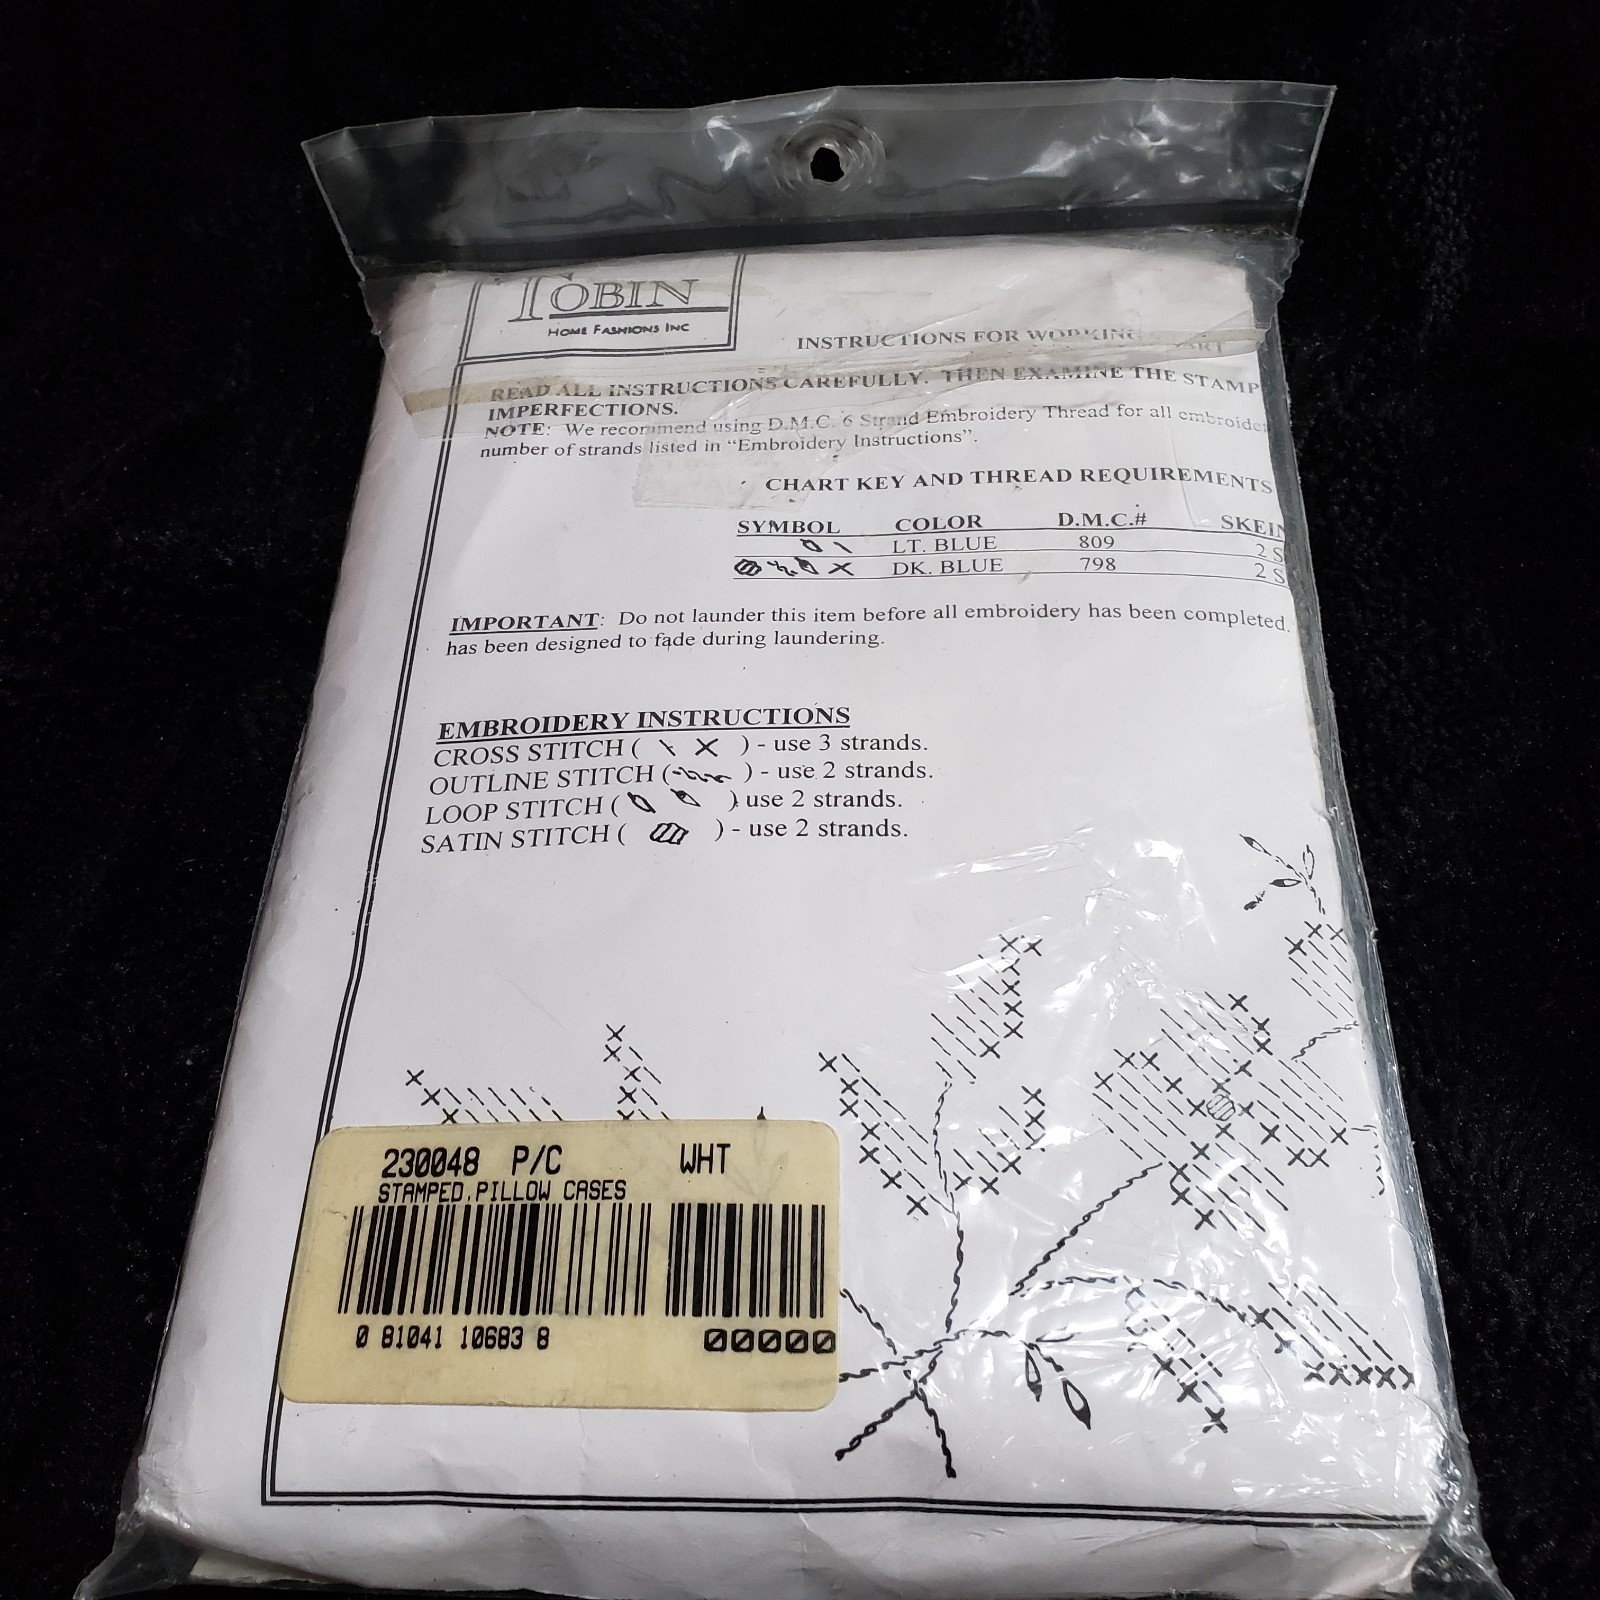 TOBIN
HOME FASHIONS INC
INSTRUCTIONS FOR WORKING
READ ALL INSTRUCTIONS CAREFULLY. THEN EXAMINE THE STAMP
IMPERFECTIONS.
NOTE: We recommend using D.M.C. 6 Strand Embroidery Thread for all embroide
number of strands listed in “Embroidery Instructions”.
CHART KEY AND THREAD REQUIREMENTS
SYMBOL COLOR D.M.C.# SKEIN
LT. BLUE 809 2 S
DK. BLUE 798 2 S
IMPORTANT: Do not launder this item before all embroidery has been completed.
has been designed to fade during laundering.
EMBROIDERY INSTRUCTIONS
CROSS STITCH ( \ X ) - use 3 strands.
OUTLINE STITCH ( ) - use 2 strands.
LOOP STITCH ( ) use 2 strands.
SATIN STITCH ( ) - use 2 strands.
230048 P/C WHT
STAMPED.PILLOW CASES
0 81041 10683 8 00000